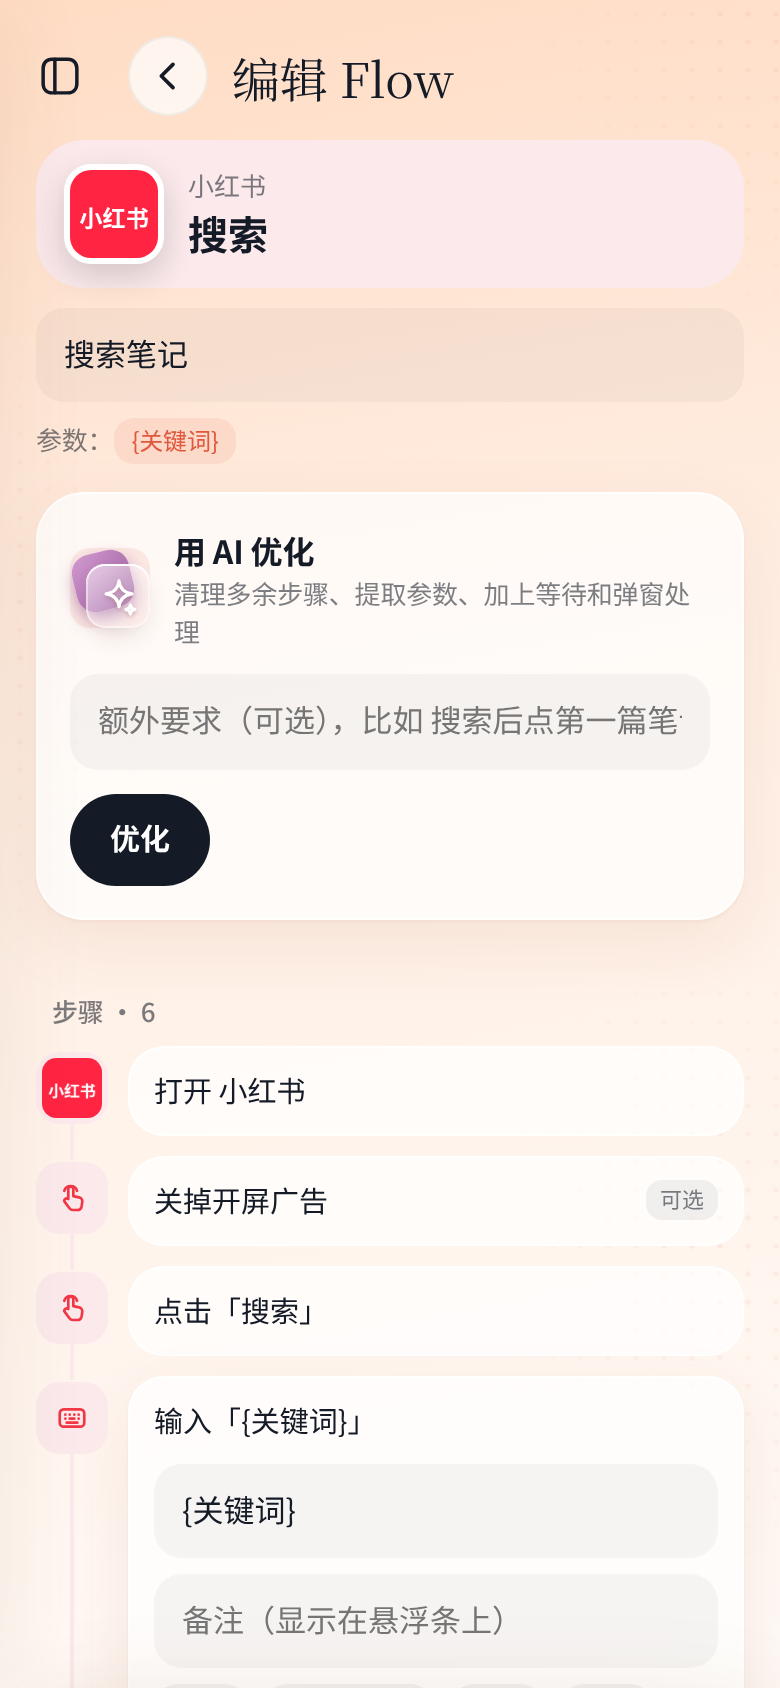 编辑 Flow
小红书
小红书
搜索
搜索笔记
参数：
{关键词}
用 AI 优化
清理多余步骤、提取参数、加上等待和弹窗处
理
额外要求（可选），比如 搜索后点第一篇笔
优化
步骤 • 6
小红书
打开 小红书
关掉开屏广告
可选
点击「搜索」
输入「{关键词}」
{关键词}
备注（显示在悬浮条上）